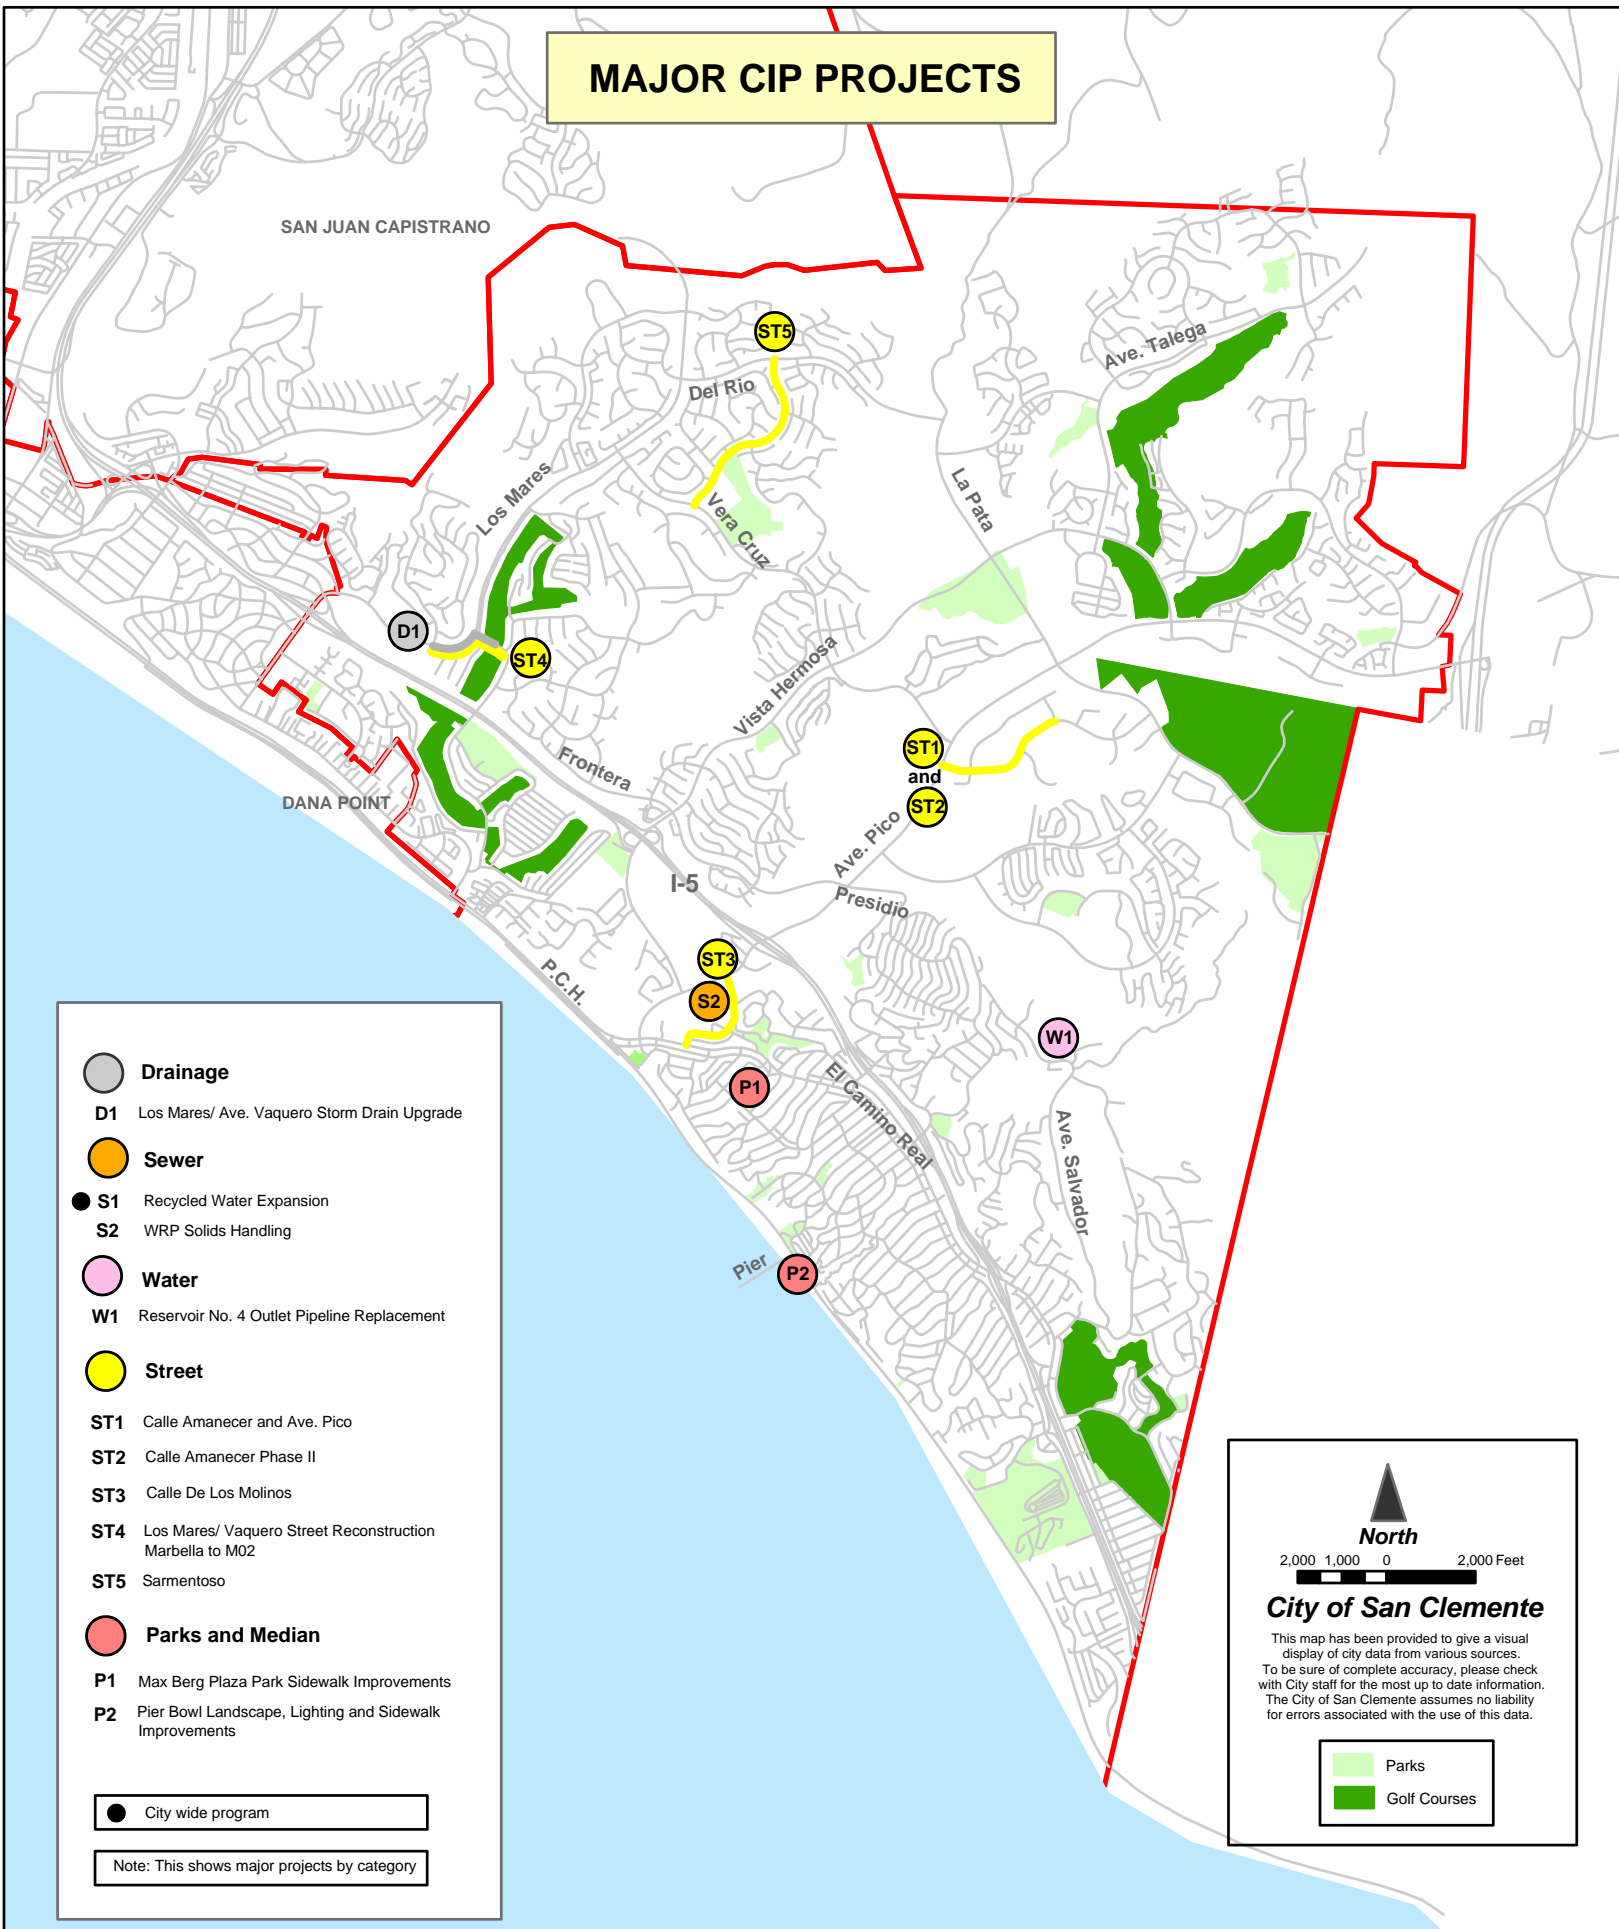 MAJOR CIP PROJECTS
SAN JUAN CAPISTRANO
ST5
Del Rio
Ave. Talega
Los Mares
Vera Cruz
La Pata
D1
ST4
Vista Hermosa
Frontera
DANA POINT
ST1
and
ST2
Ave. Pico
Presidio
I-5
P.C.H.
ST3
S2
W1
P1
El Camino Real
Ave. Salvador
Pier
P2
Drainage
D1 Los Mares/ Ave. Vaquero Storm Drain Upgrade
Sewer
S1 Recycled Water Expansion
S2 WRP Solids Handling
Water
W1 Reservoir No. 4 Outlet Pipeline Replacement
Street
ST1 Calle Amanecer and Ave. Pico
ST2 Calle Amanecer Phase II
ST3 Calle De Los Molinos
ST4 Los Mares/ Vaquero Street Reconstruction
Marbella to M02
ST5 Sarmentoso
Parks and Median
P1 Max Berg Plaza Park Sidewalk Improvements
P2 Pier Bowl Landscape, Lighting and Sidewalk
Improvements
City wide program
Note: This shows major projects by category
North
2,000 1,000 0 2,000 Feet
City of San Clemente
This map has been provided to give a visual
display of city data from various sources.
To be sure of complete accuracy, please check
with City staff for the most up to date information.
The City of San Clemente assumes no liability
for errors associated with the use of this data.
Parks
Golf Courses